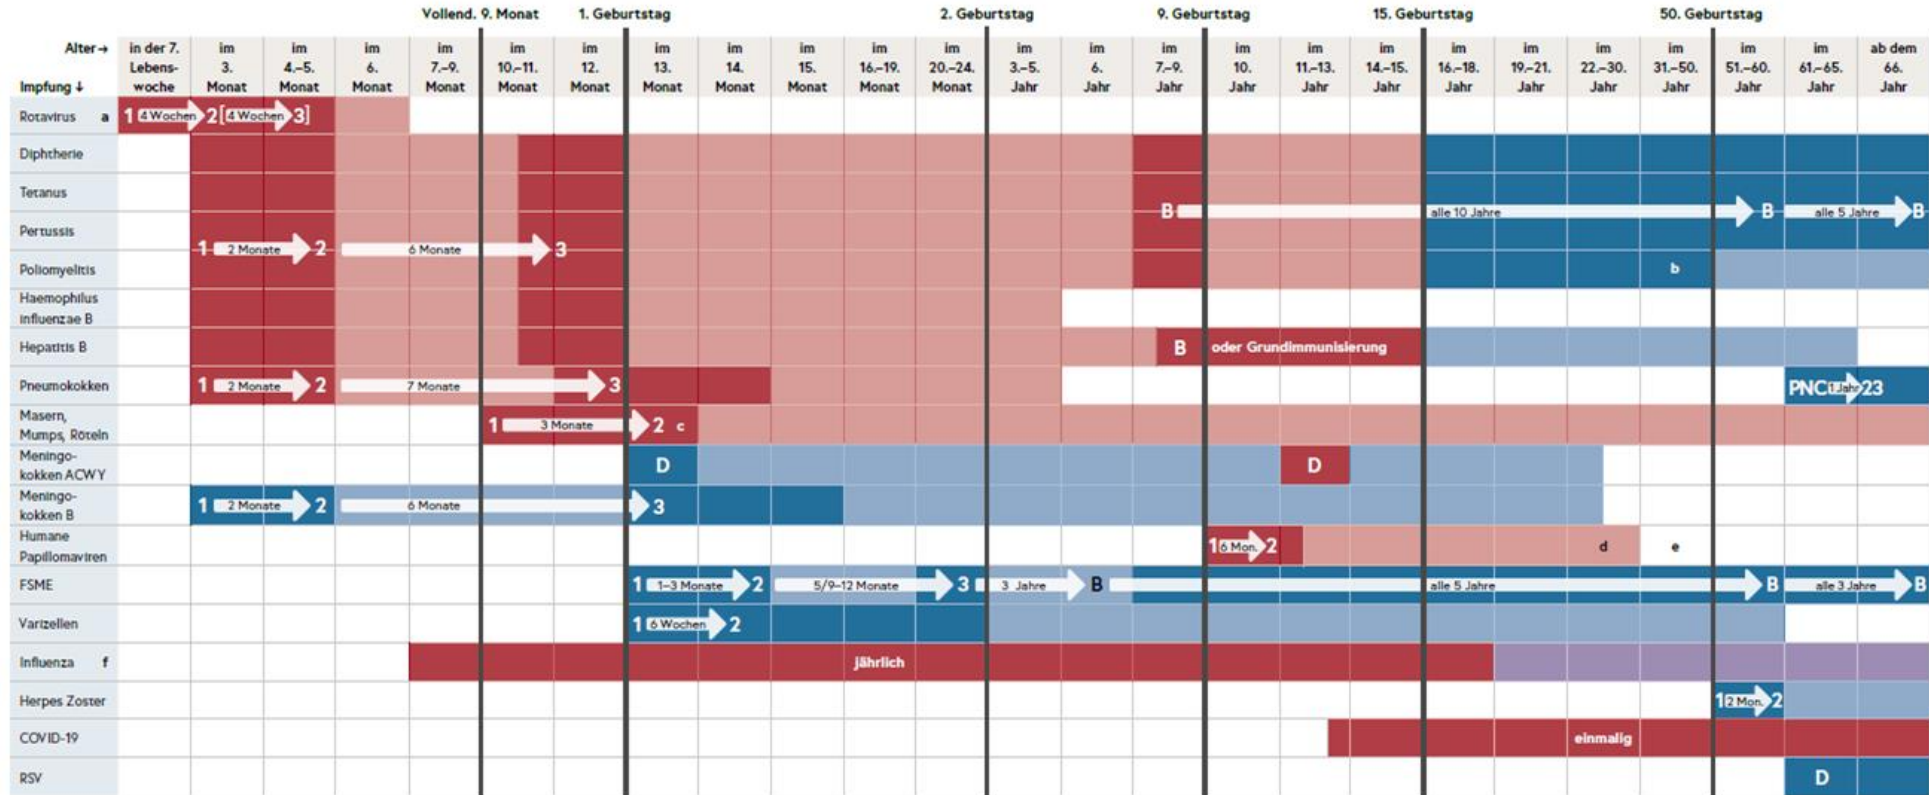 Vollend. 9. Monat 1. Geburtstag 2. Geburtstag 9. Geburtstag 15. Geburtstag 50. Geburtstag
Alter→ in der 7. im im im im im im im im im im im im im im im im im im im im im im im ab dem
Lebens- 3. 4.–5. 6. 7.–9. 10.–11. 12. 13. 14. 15. 16.–19. 20.–24. 3.–5. 6. 7.–9. 10. 11.–13. 14.–15. 16.–18. 19.–21. 22.–30. 31.–50. 51.–60. 61.–65. 66.
Impfung ↓ woche Monat Monat Monat Monat Monat Monat Monat Monat Monat Monat Monat Jahr Jahr Jahr Jahr Jahr Jahr Jahr Jahr Jahr Jahr Jahr Jahr Jahr
Rotavirus a 1 4 Wochen 2 [4 Wochen 3]
Diphtherie
Tetanus
B alle 10 Jahre B alle 5 Jahre B
Pertussis
1 2 Monate 2 6 Monate 3
Poliomyelitis b
Haemophilus
influenzae B
Hepatitis B B oder Grundimmunisierung
Pneumokokken 1 2 Monate 2 7 Monate 3 PNC 1 Jahr 23
Masern,
Mumps, Röteln 1 3 Monate 2 c
Meningo-
kokken ACWY D D
Meningo-
kokken B 1 2 Monate 2 6 Monate 3
Humane
Papillomaviren 1 6 Mon. 2 d e
FSME 1 1–3 Monate 2 5/9–12 Monate 3 3 Jahre B alle 5 Jahre B alle 3 Jahre B
Varizellen 1 6 Wochen 2
Influenza f jährlich
Herpes Zoster 1 2 Mon. 2
COVID-19 einmalig
RSV D